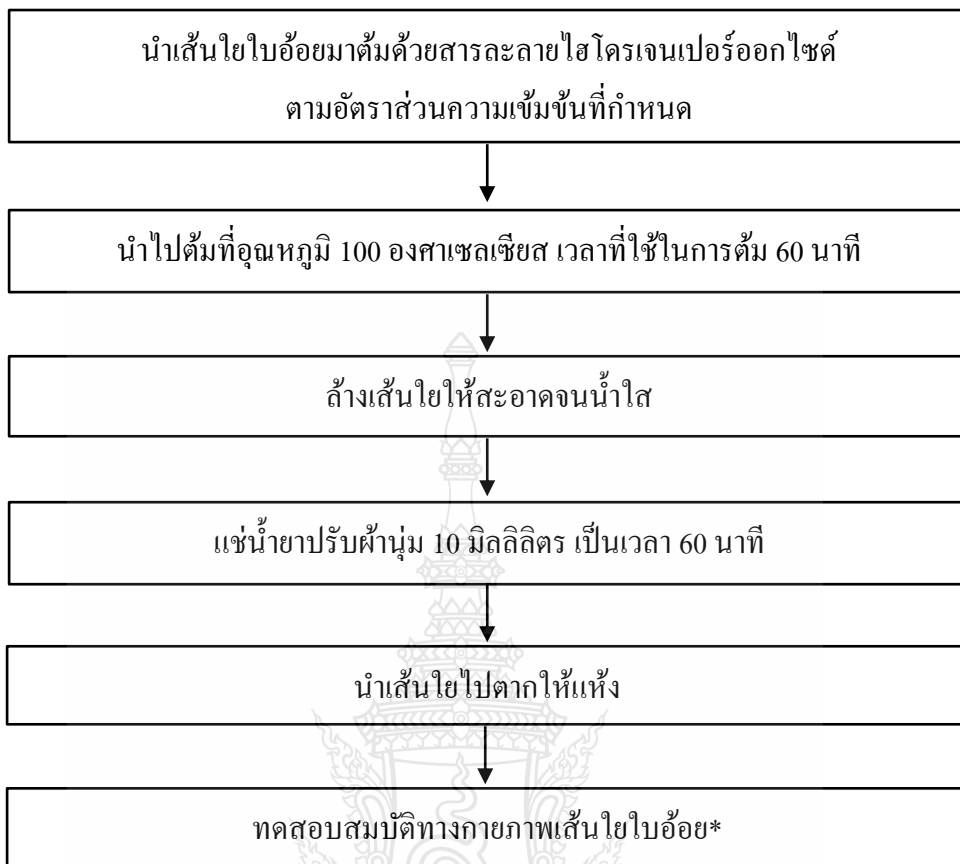 นำเส้นใยใบอ้อยมาต้มด้วยสารละลายไฮโดรเจนเปอร์ออกไซด์
ตามอัตราส่วนความเข้มข้นที่กำหนด
นำไปต้มที่อุณหภูมิ 100 องศาเซลเซียส เวลาที่ใช้ในการต้ม 60 นาที
ล้างเส้นใยให้สะอาดจนน้ำใส
แช่น้ำยาปรับผ้านุ่ม 10 มิลลิลิตร เป็นเวลา 60 นาที
นำเส้นใยไปตากให้แห้ง
ทดสอบสมบัติทางกายภาพเส้นใยใบอ้อย*